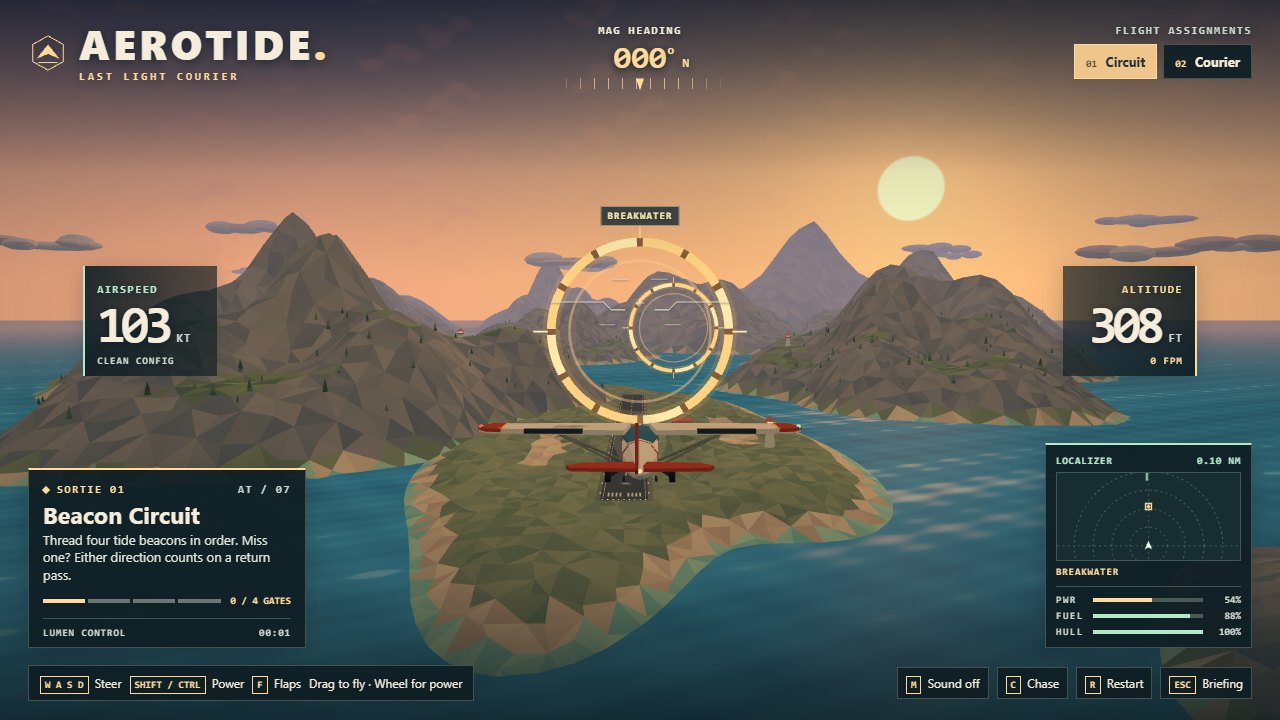 AEROTIDE.
LAST LIGHT COURIER
MAG HEADING
000° N
FLIGHT ASSIGNMENTS
01 Circuit
02 Courier
BREAKWATER
AIRSPEED
103 KT
CLEAN CONFIG
ALTITUDE
308 FT
0 FPM
SORTIE 01 AT / 07
Beacon Circuit
Thread four tide beacons in order. Miss
one? Either direction counts on a return
pass.
0 / 4 GATES
LUMEN CONTROL 00:01
LOCALIZER 0.10 NM
BREAKWATER
PWR 54%
FUEL 88%
HULL 100%
W A S D Steer SHIFT / CTRL Power F Flaps Drag to fly · Wheel for power
M Sound off
C Chase
R Restart
ESC Briefing